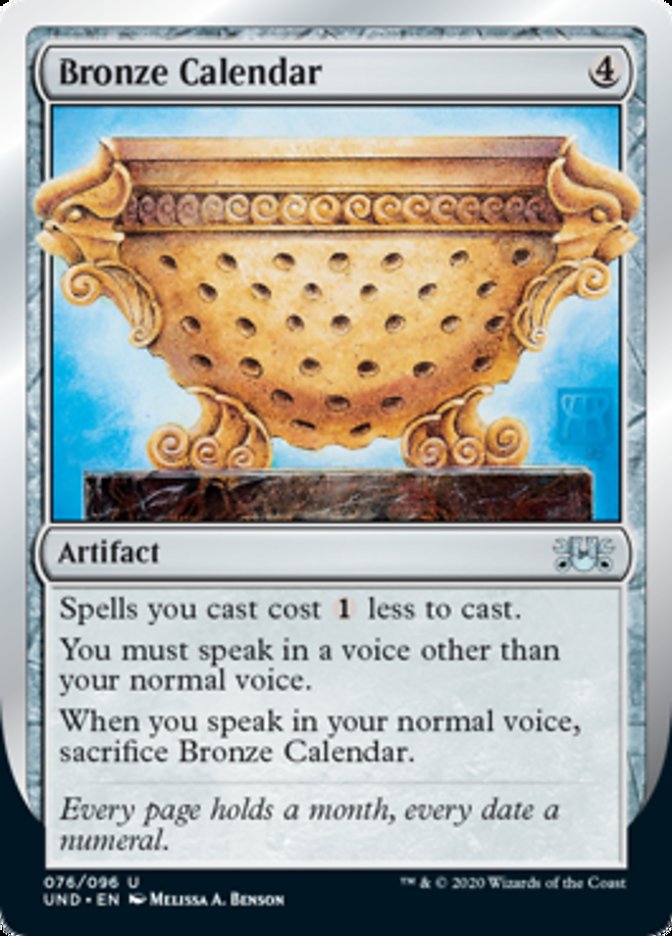 Bronze Calendar 4
Artifact
Spells you cast cost 1 less to cast.
You must speak in a voice other than
your normal voice.
When you speak in your normal voice,
sacrifice Bronze Calendar.
Every page holds a month, every date a
numeral.
076/096 U
™ & © 2020 Wizards of the Coast
UND • EN Melissa A. Benson